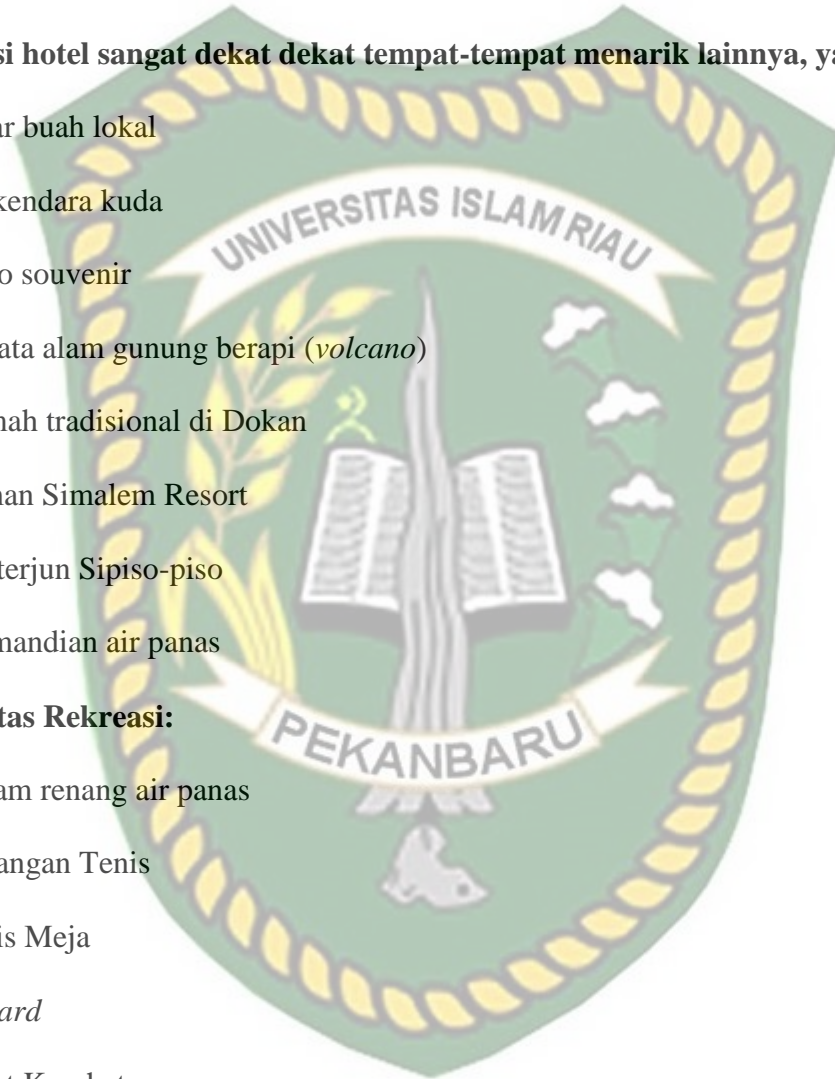 si hotel sangat dekat dekat tempat-tempat menarik lainnya, ya
ar buah lokal
kendara kuda
o souvenir
ata alam gunung berapi (volcano)
nah tradisional di Dokan
nan Simalem Resort
terjun Sipiso-piso
mandian air panas
tas Rekreasi:
am renang air panas
angan Tenis
is Meja
ard
UNIVERSITAS ISLAM RIAU
PEKANBARU